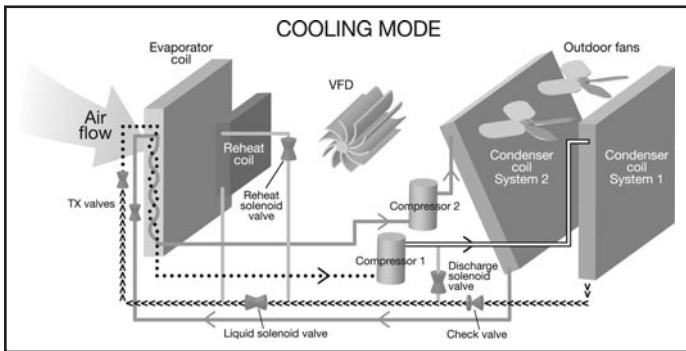 COOLING MODE
Evaporator
coil
Outdoor fans
VFD
Air
flow
Reheat
coil
Reheat
solenoid
valve
Condenser
coil
System 2
Condenser
coil
System 1
TX valves
Compressor 2
Compressor 1
Discharge
solenoid
valve
Liquid solenoid valve
Check valve